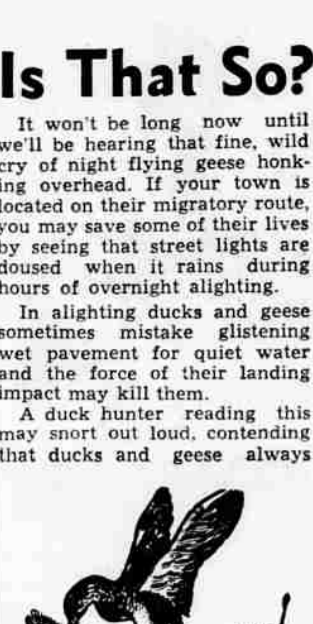 Is That So?
It won't be long now until
we'll be hearing that fine, wild
cry of night flying geese honk-
ing overhead. If your town is
located on their migratory route,
you may save some of their lives
by seeing that street lights are
doused when it rains during
hours of overnight alighting.
In alighting ducks and geese
sometimes mistake glistening
wet pavement for quiet water
and the force of their landing
impact may kill them.
A duck hunter reading this
may snort out loud, contending
that ducks and geese always